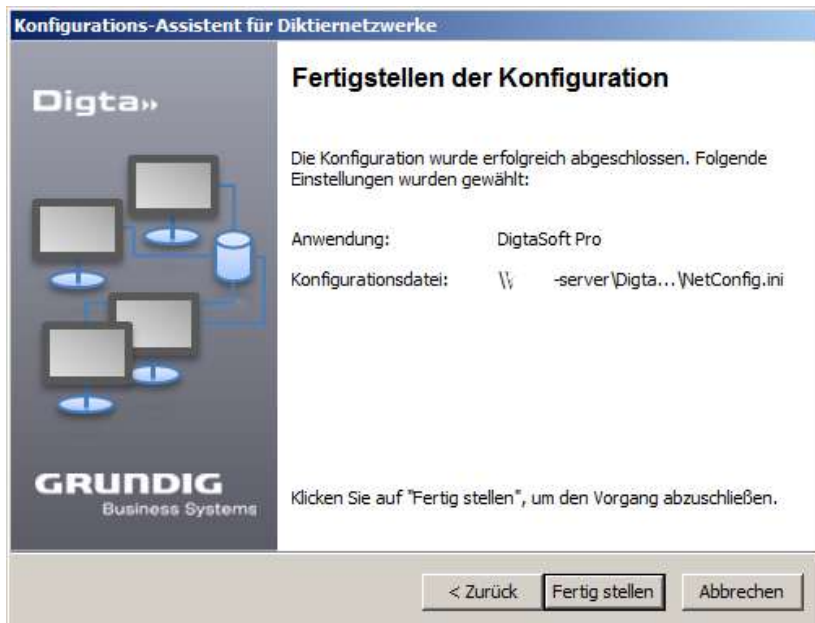 Konfigurations-Assistent für Diktiernetzwerke
Digta»
Fertigstellen der Konfiguration
Die Konfiguration wurde erfolgreich abgeschlossen. Folgende
Einstellungen wurden gewählt:
Anwendung: DigtaSoft Pro
Konfigurationsdatei: \\ -server\Digta...\NetConfig.ini
GRUNDIG
Business Systems
Klicken Sie auf "Fertig stellen", um den Vorgang abzuschließen.
< Zurück Fertig stellen Abbrechen